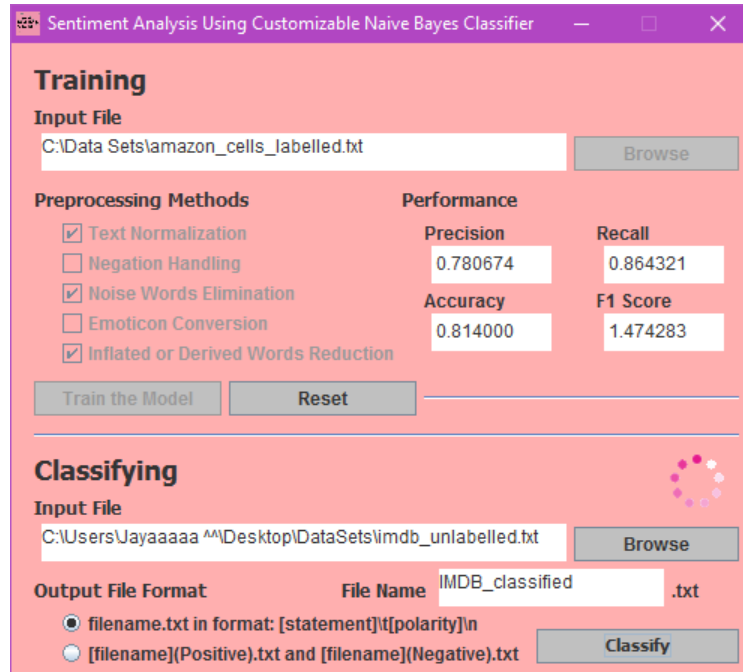 Sentiment Analysis Using Customizable Naive Bayes Classifier
Training
Input File
C:\Data Sets\amazon_cells_labelled.txt
Browse
Preprocessing Methods
Text Normalization
Negation Handling
Noise Words Elimination
Emoticon Conversion
Inflated or Derived Words Reduction
Performance
Precision
0.780674
Recall
0.864321
Accuracy
0.814000
F1 Score
1.474283
Train the Model
Reset
Classifying
Input File
C:\Users\Jayaaaaa ^^\Desktop\DataSets\imdb_unlabelled.txt
Browse
Output File Format
File Name
IMDB_classified
.txt
filename.txt in format: [statement]\t[polarity]\n
[filename](Positive).txt and [filename](Negative).txt
Classify